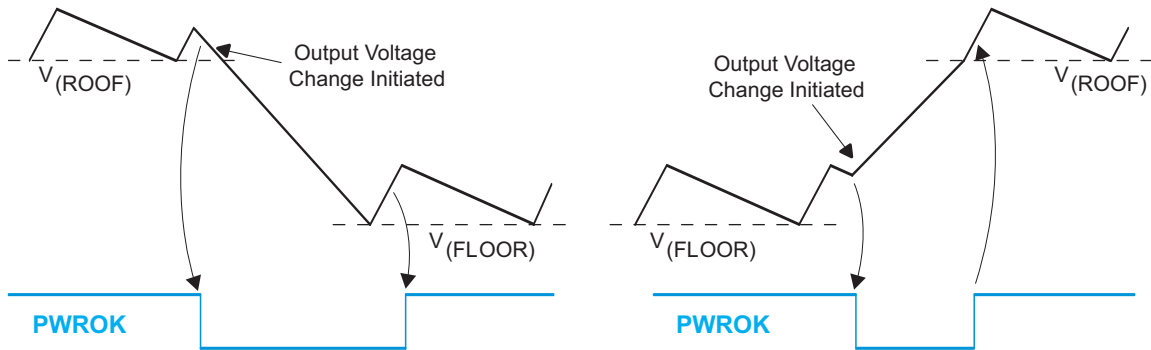 Output Voltage
Change Initiated
V(ROOF)
V(FLOOR)
PWROK
Output Voltage
Change Initiated
V(ROOF)
V(FLOOR)
PWROK